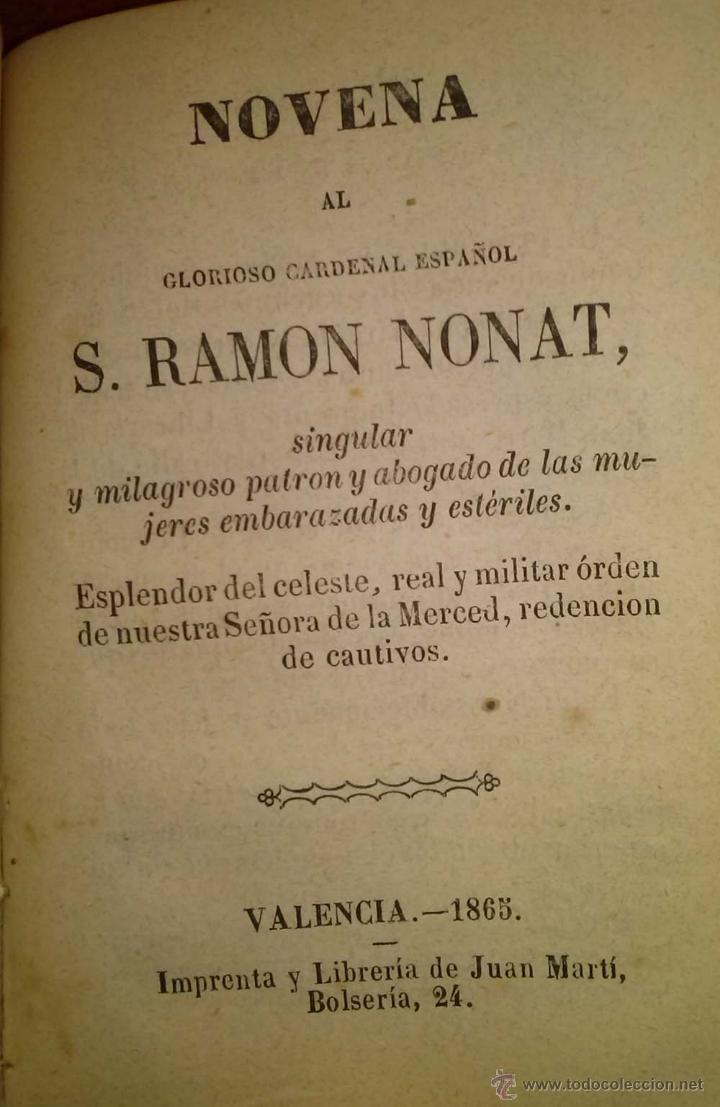 NOVENA
AL
GLORIOSO CARDENAL ESPAÑOL
S. RAMON NONAT,
singular
y milagroso patron y abogado de las mu-
jeres embarazadas y estériles.
Esplendor del celeste, real y militar órden
de nuestra Señora de la Merced, redencion
de cautivos.
VALENCIA.—1865.
Imprenta y Librería de Juan Martí,
Bolsería, 24.
www.todocoleccion.net